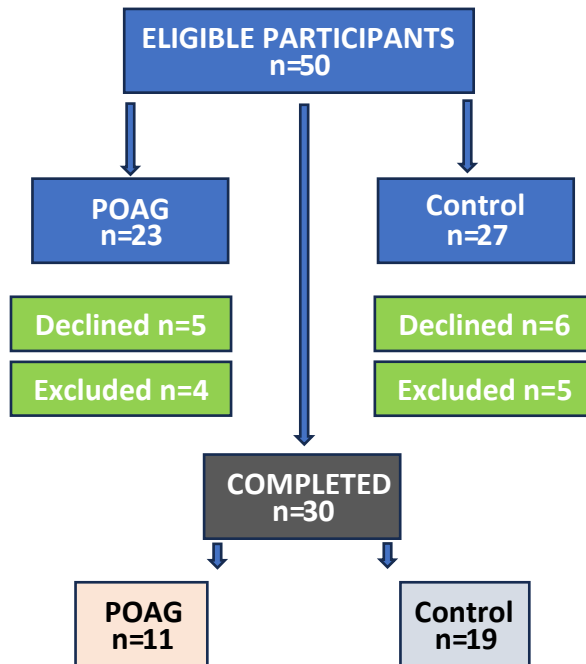 ELIGIBLE PARTICIPANTS
n=50
POAG
n=23
Control
n=27
Declined n=5
Declined n=6
Excluded n=4
Excluded n=5
COMPLETED
n=30
POAG
n=11
Control
n=19